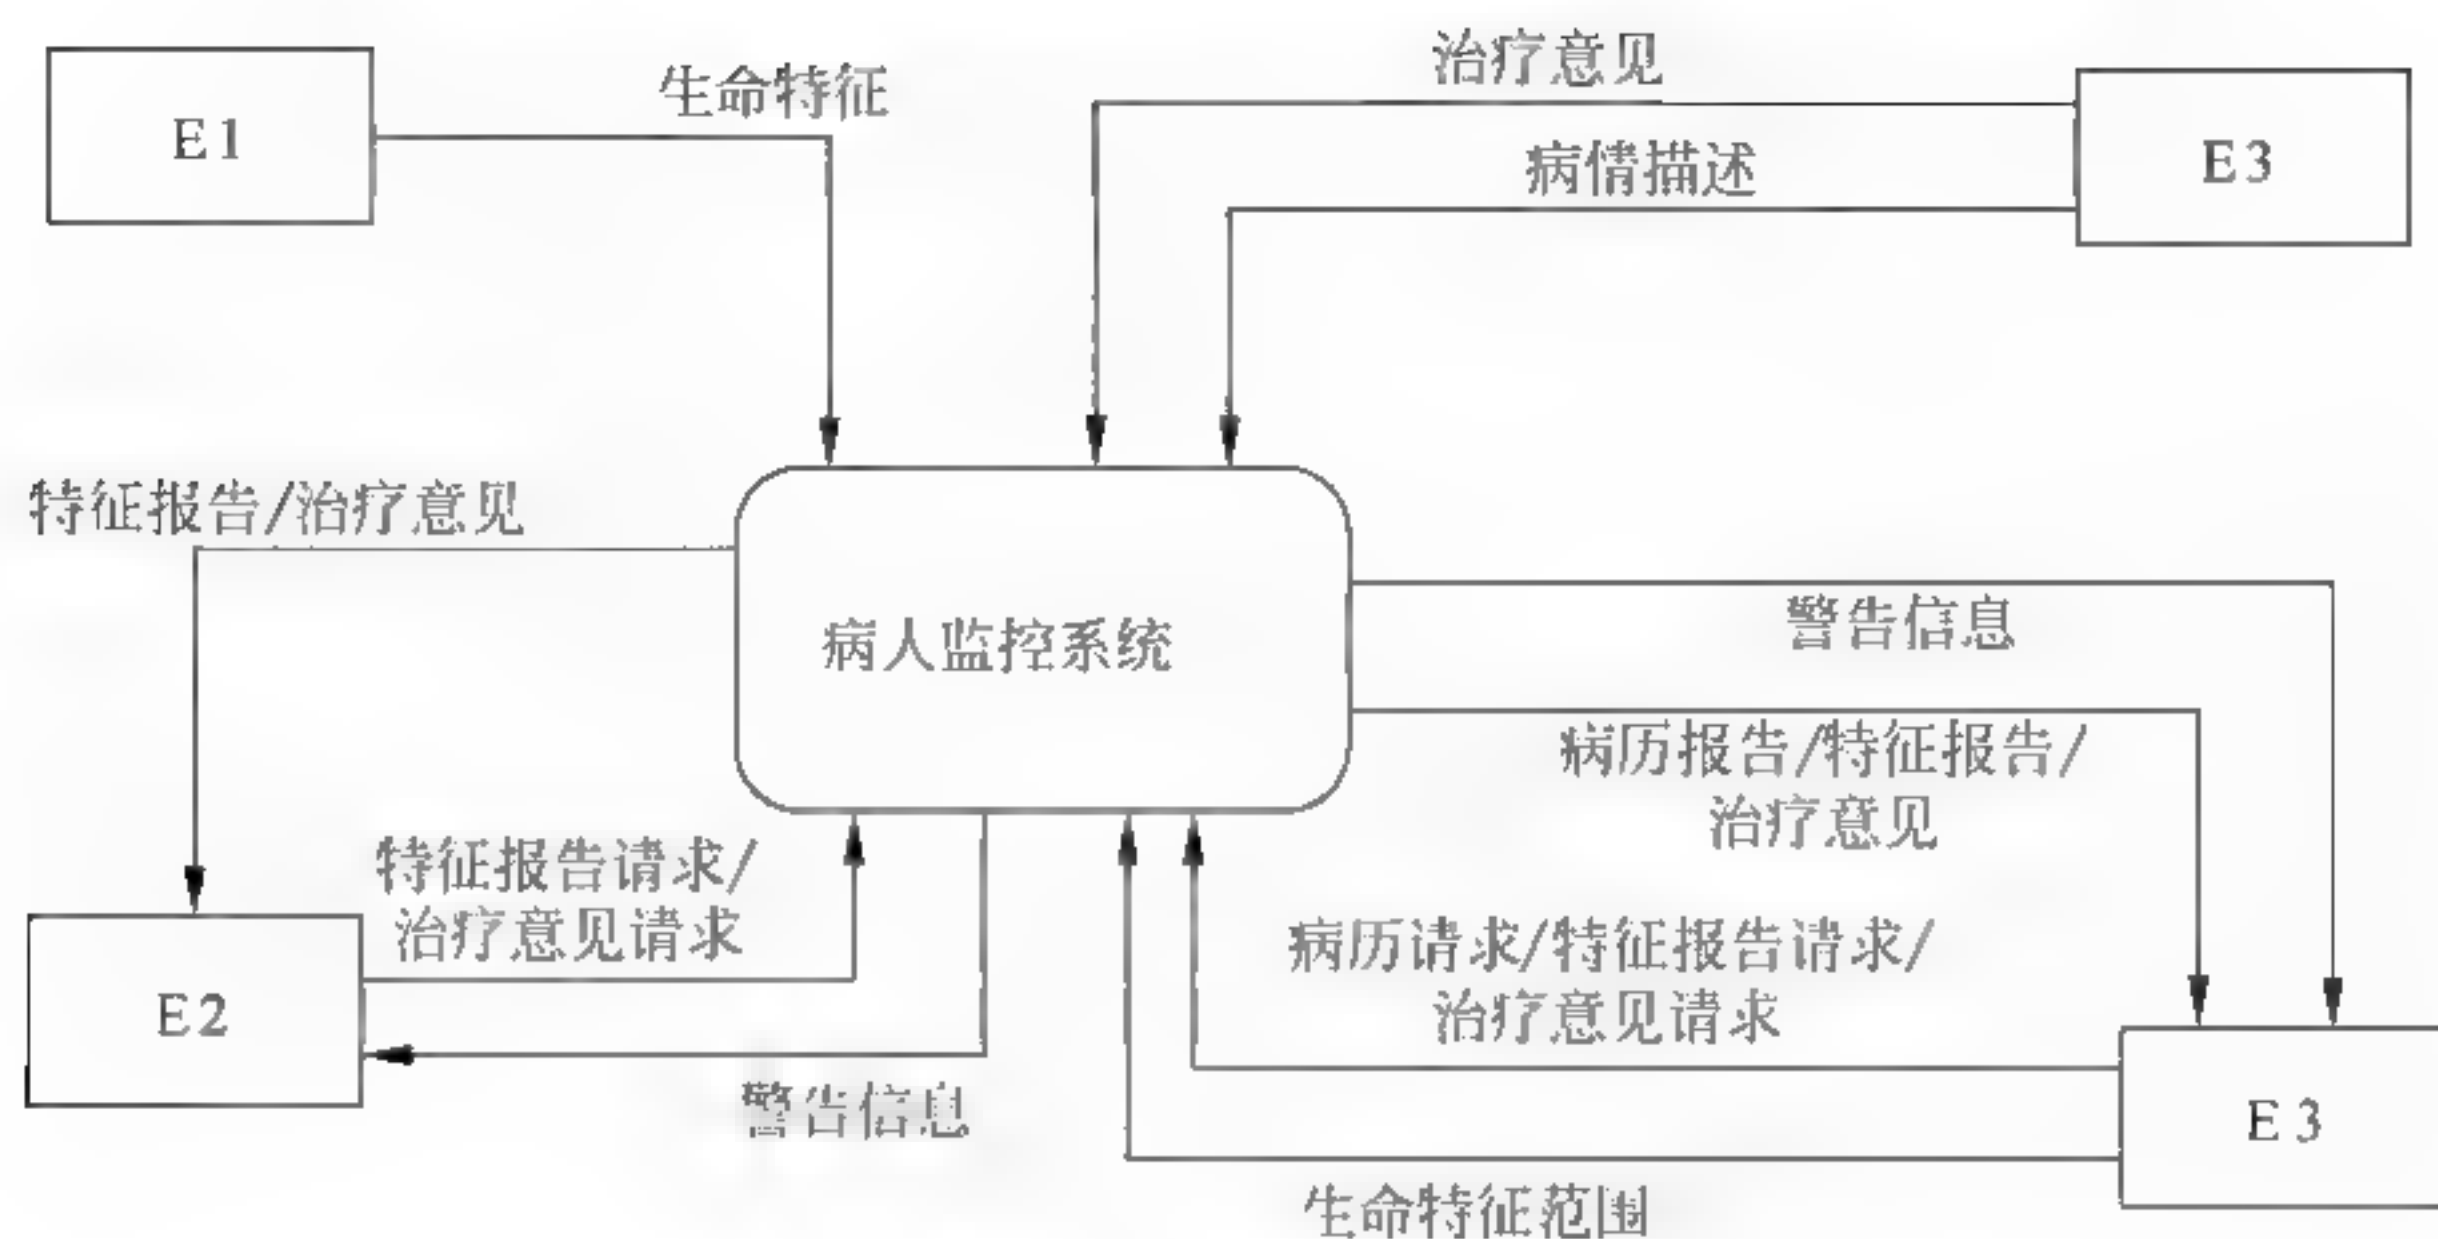 治疗意见
生命特征
E1
病情描述
E3
特征报告/治疗意见
病人监控系统
警告信息
病历报告/特征报告/
治疗意见
特征报告请求/
治疗意见请求
病历请求/特征报告请求/
治疗意见请求
E2
警告信息
E3
生命特征范围